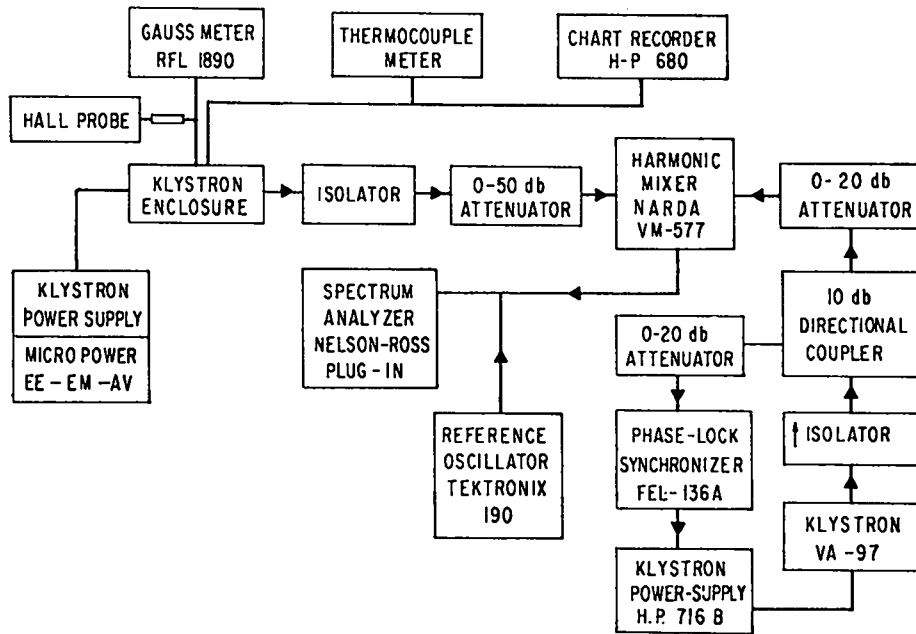 GAUSS METER
RFL 1890
THERMOCOUPLE
METER
CHART RECORDER
H-P 680
HALL PROBE
KLYSTRON
ENCLOSURE
ISOLATOR
0-50 db
ATTENUATOR
HARMONIC
MIXER
NARDA
VM-577
0-20 db
ATTENUATOR
KLYSTRON
POWER SUPPLY
MICRO POWER
EE-EM-AV
SPECTRUM
ANALYZER
NELSON-ROSS
PLUG-IN
0-20 db
ATTENUATOR
10 db
DIRECTIONAL
COUPLER
REFERENCE
OSCILLATOR
TEKTRONIX
190
PHASE-LOCK
SYNCHRONIZER
FEL-136A
ISOLATOR
KLYSTRON
VA-97
KLYSTRON
POWER-SUPPLY
H.P. 716 B